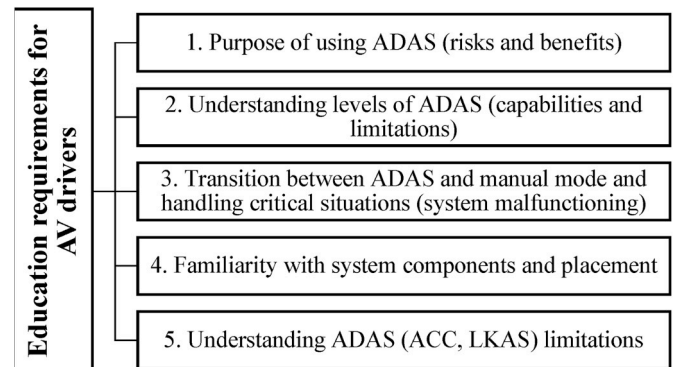 Education requirements for
AV drivers
1. Purpose of using ADAS (risks and benefits)
2. Understanding levels of ADAS (capabilities and
limitations)
3. Transition between ADAS and manual mode and
handling critical situations (system malfunctioning)
4. Familiarity with system components and placement
5. Understanding ADAS (ACC, LKAS) limitations